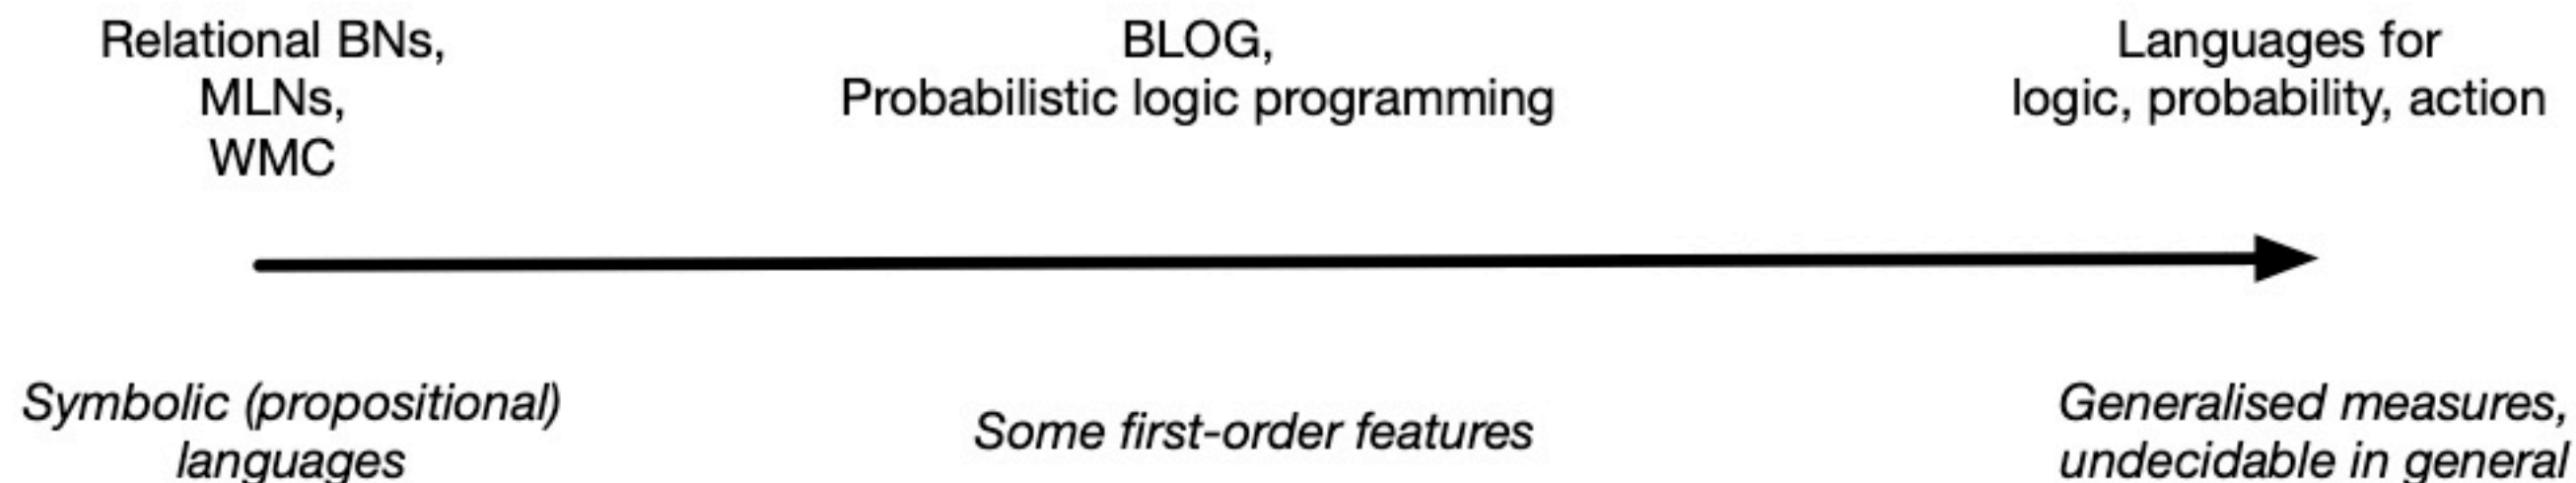 Relational BNs,
MLNs,
WMC
BLOG,
Probabilistic logic programming
Languages for
logic, probability, action
Symbolic (propositional)
languages
Some first-order features
Generalised measures,
undecidable in general